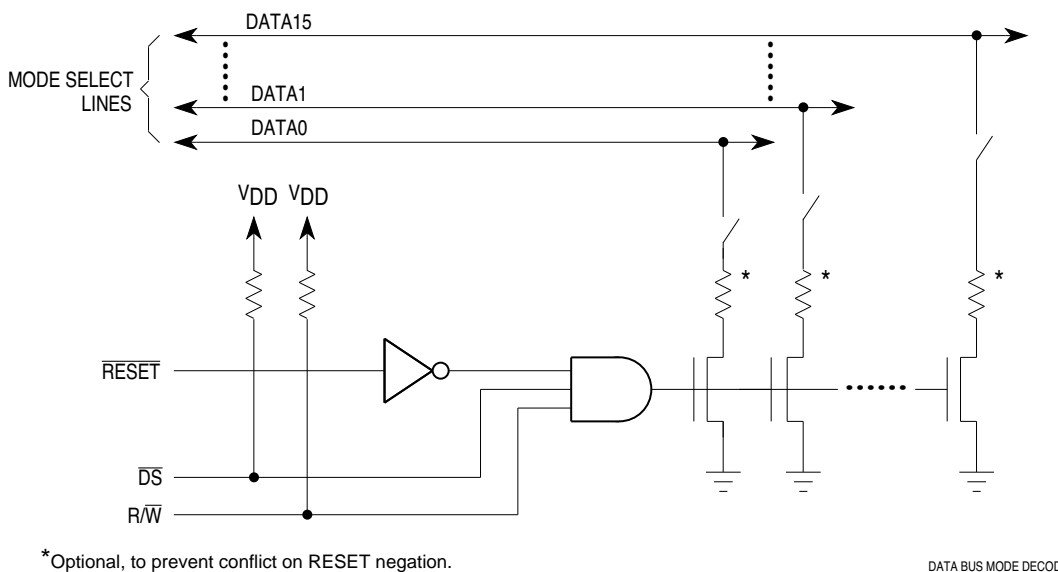 DATA15
MODE SELECT
LINES
DATA1
DATA0
VDD VDD
* * *
RESET
DS
R/W
*Optional, to prevent conflict on RESET negation.
DATA BUS MODE DECOD